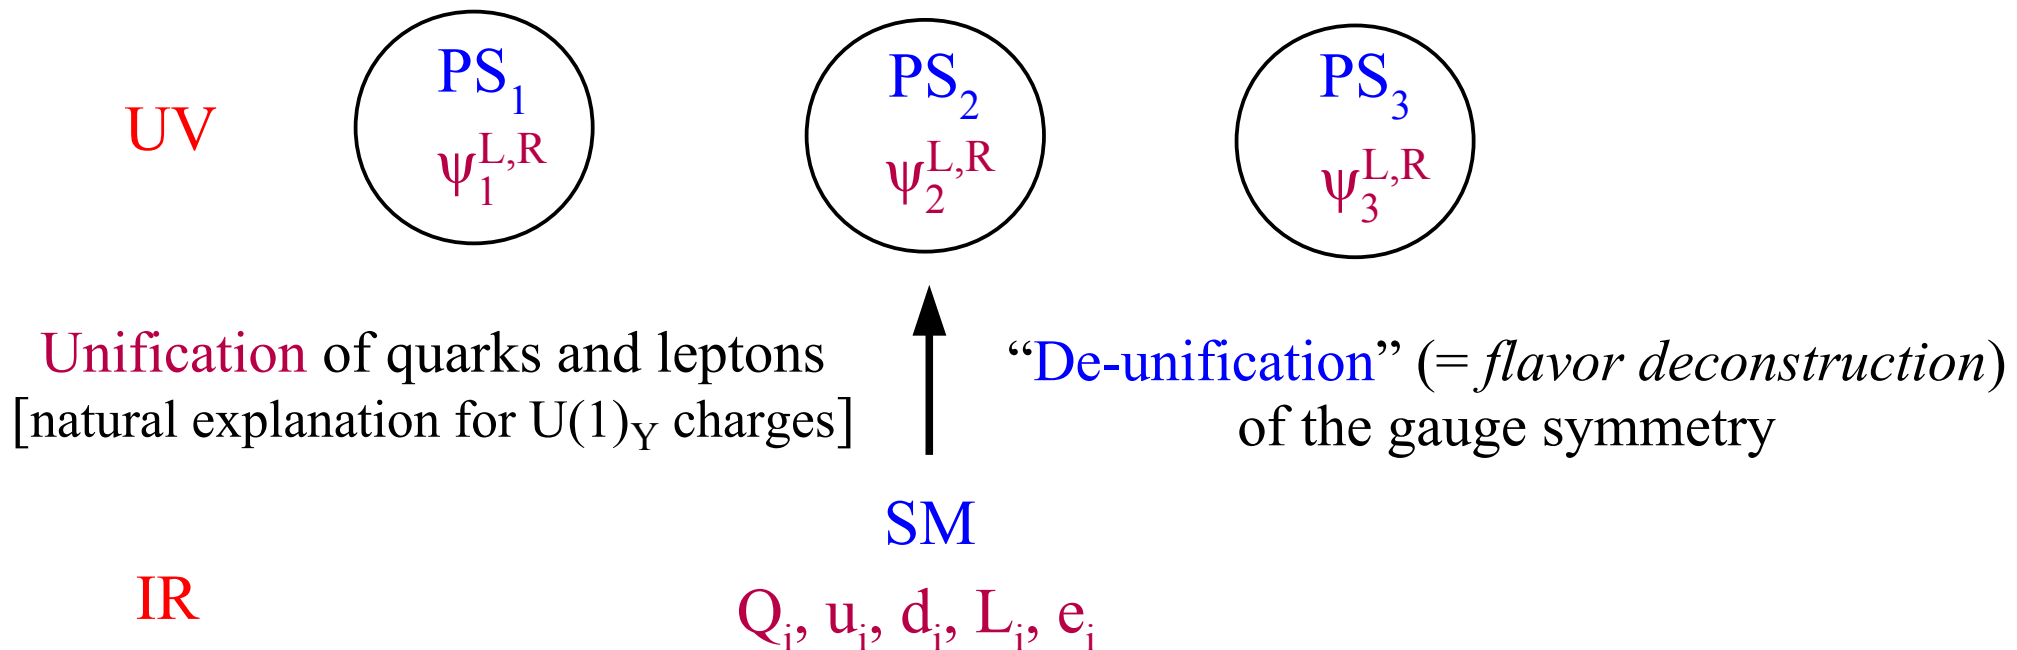 PS₁ PS₂ PS₃
UV
ψ₁ᴸ,ᴿ ψ₂ᴸ,ᴿ ψ₃ᴸ,ᴿ
Unification of quarks and leptons
[natural explanation for U(1)Y charges]
“De-unification” (= flavor deconstruction)
of the gauge symmetry
SM
IR
Qᵢ, uᵢ, dᵢ, Lᵢ, eᵢ